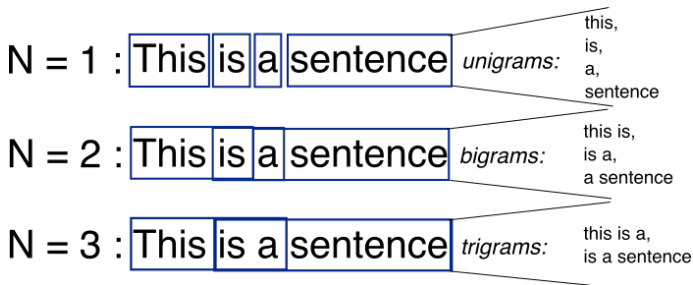 N = 1 : This is a sentence unigrams:
this,
is,
a,
sentence
N = 2 : This is a sentence bigrams:
this is,
is a,
a sentence
N = 3 : This is a sentence trigrams:
this is a,
is a sentence